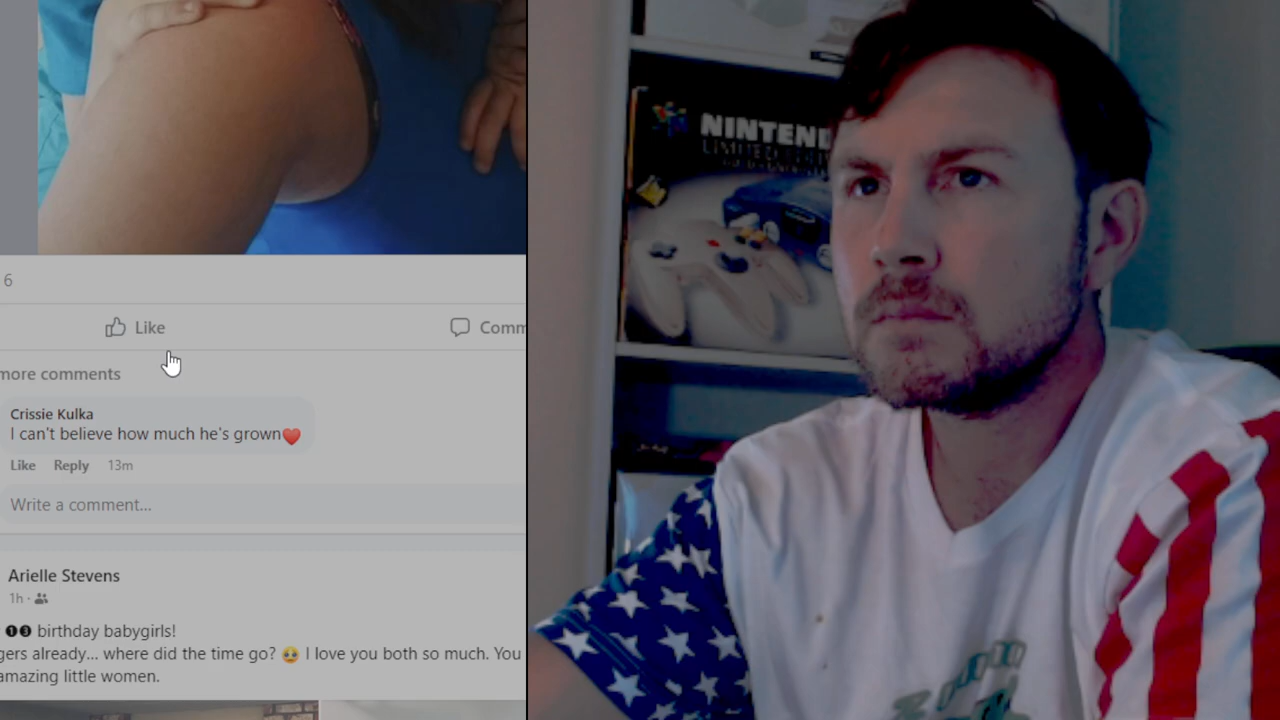 6
Like
Comm
more comments
Crissie Kulka
I can't believe how much he's grown❤️
Like Reply 13m
Write a comment...
Arielle Stevens
1h ·
❶❸ birthday babygirls!
gers already... where did the time go? 🥹 I love you both so much. You
amazing little women.
NINTEND
LIMITED